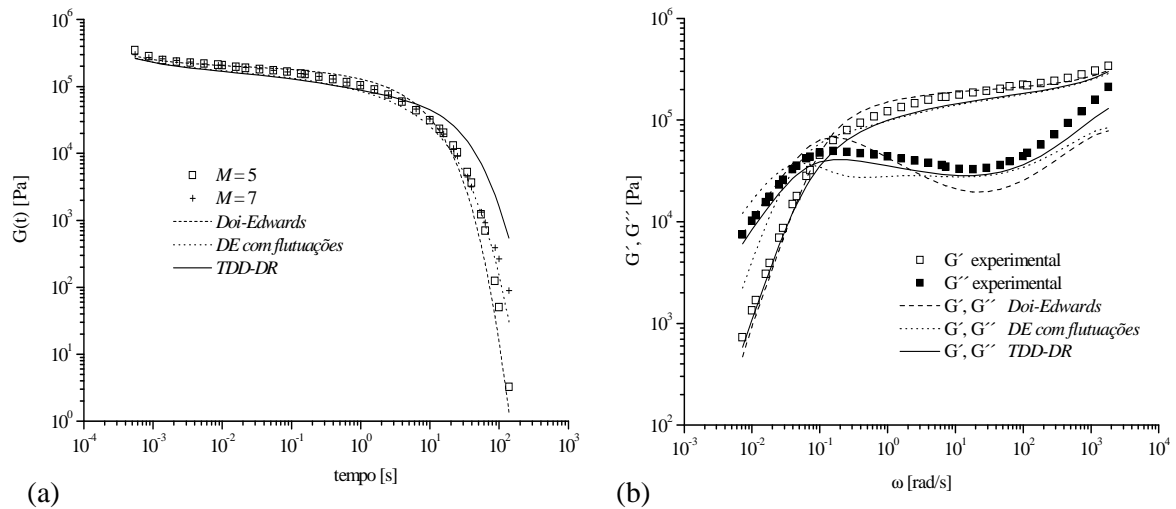 10^6
10^5
10^4
10^3
10^2
10^1
10^0
G(t) [Pa]
M = 5
M = 7
Doi-Edwards
DE com flutuações
TDD-DR
10^-4 10^-3 10^-2 10^-1 10^0 10^1 10^2 10^3
tempo [s]
(a)
10^6
10^5
10^4
10^3
10^2
G´, G´´ [Pa]
G´ experimental
G´´ experimental
G´, G´´ Doi-Edwards
G´, G´´ DE com flutuações
G´, G´´ TDD-DR
10^-3 10^-2 10^-1 10^0 10^1 10^2 10^3 10^4
ω [rad/s]
(b)